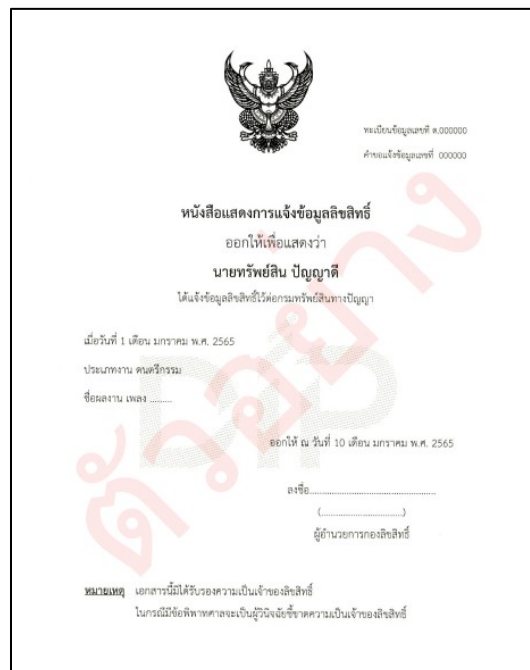 ทะเบียนข้อมูลเลขที่ ด.000000
คำขอแจ้งข้อมูลเลขที่ 000000
หนังสือแสดงการแจ้งข้อมูลลิขสิทธิ์
ออกให้เพื่อแสดงว่า
นายทรัพย์สิน ปัญญาดี
ได้แจ้งข้อมูลลิขสิทธิ์ไว้ต่อกรมทรัพย์สินทางปัญญา
เมื่อวันที่ 1 เดือน มกราคม พ.ศ. 2565
ประเภทงาน ดนตรีกรรม
ชื่อผลงาน เพลง .........
DIP
ตัวอย่าง
ออกให้ ณ วันที่ 10 เดือน มกราคม พ.ศ. 2565
ลงชื่อ..............................................
(..............................)
ผู้อำนวยการกองลิขสิทธิ์
หมายเหตุ เอกสารนี้มิได้รับรองความเป็นเจ้าของลิขสิทธิ์
ในกรณีมีข้อพิพาทศาลจะเป็นผู้วินิจฉัยชี้ขาดความเป็นเจ้าของลิขสิทธิ์